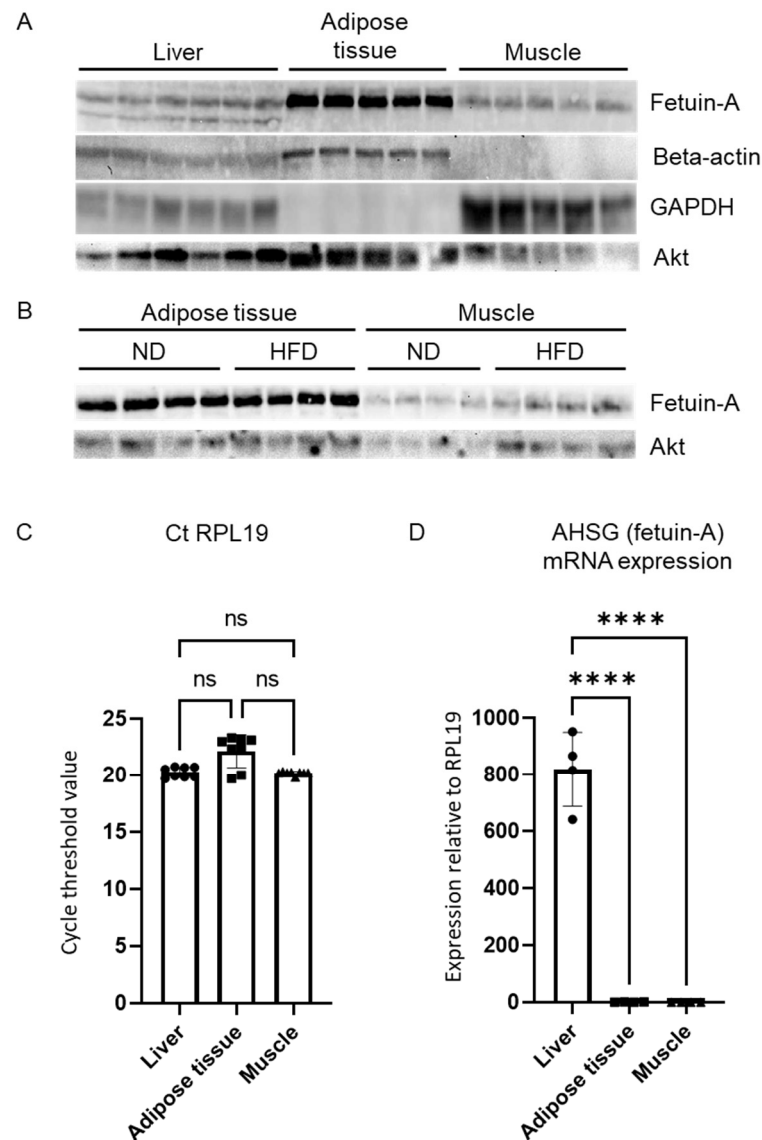 A
Liver
Adipose
tissue
Muscle
Fetuin-A
Beta-actin
GAPDH
Akt
B
Adipose tissue
Muscle
ND
HFD
ND
HFD
Fetuin-A
Akt
C
Ct RPL19
ns
ns
ns
Cycle threshold value
25
20
15
10
5
0
Liver
Adipose tissue
Muscle
D
AHSG (fetuin-A)
mRNA expression
****
****
Expression relative to RPL19
1000
800
600
400
200
0
Liver
Adipose tissue
Muscle